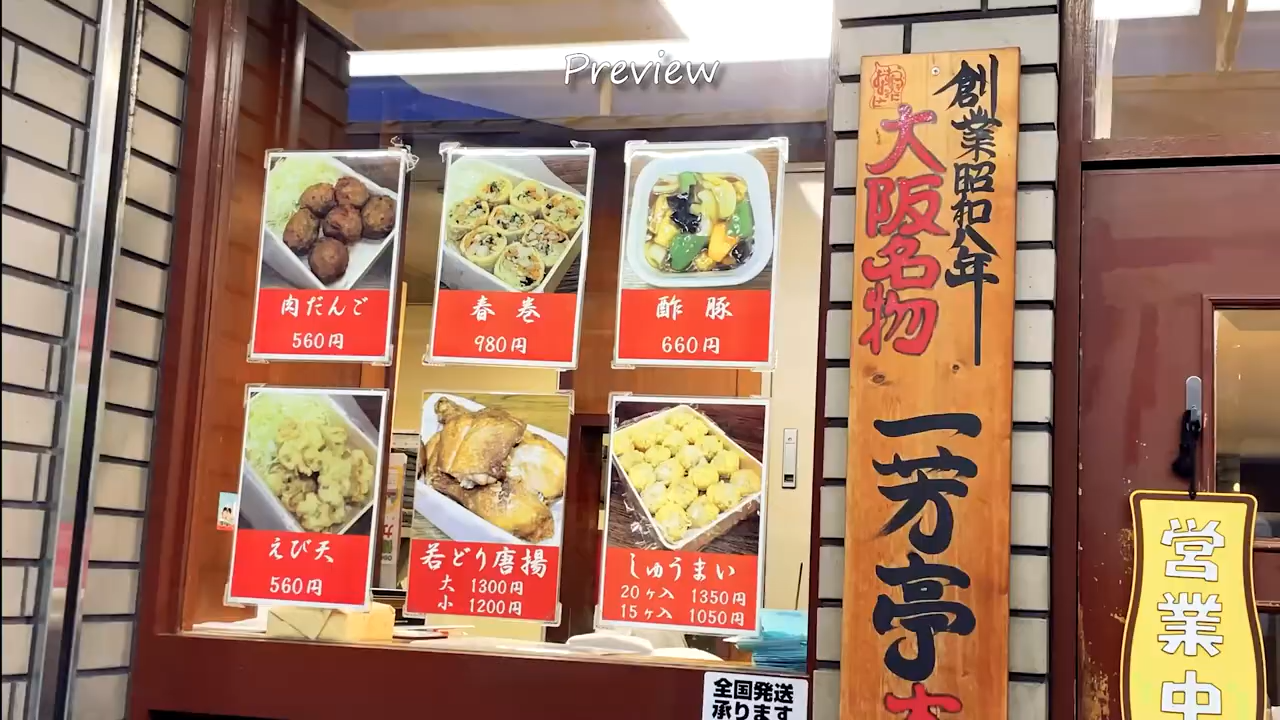 Preview
肉だんご
560円
春巻
980円
酢豚
660円
えび天
560円
若どり唐揚
大 1300円
小 1200円
しゅうまい
20ヶ入 1350円
15ヶ入 1050円
全国発送
承ります
創業昭和八年
大阪名物
一芳亭
営業中